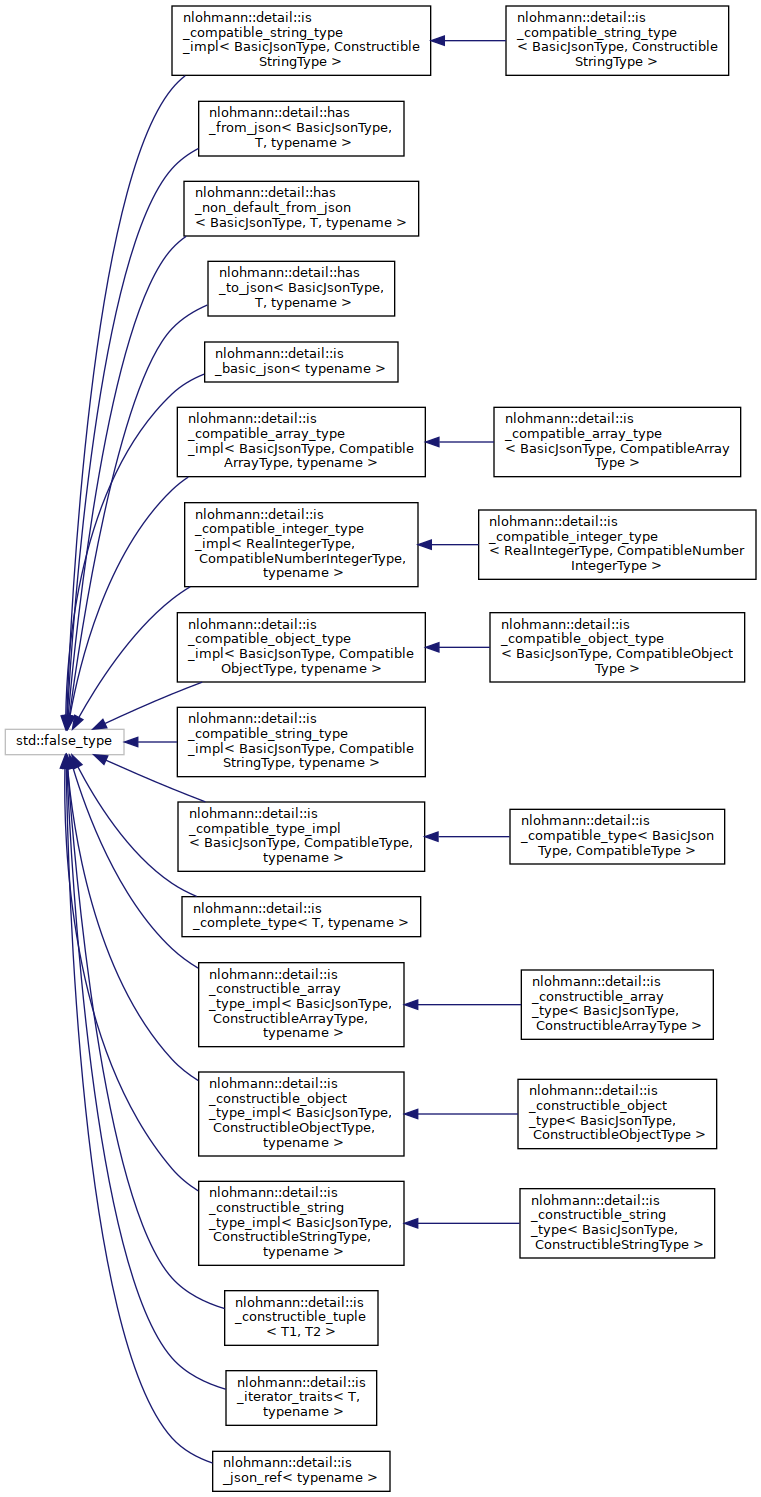 nlohmann::detail::is
_compatible_string_type
_impl< BasicJsonType, Constructible
StringType >
nlohmann::detail::is
_compatible_string_type
< BasicJsonType, Constructible
StringType >
nlohmann::detail::has
_from_json< BasicJsonType,
T, typename >
nlohmann::detail::has
_non_default_from_json
< BasicJsonType, T, typename >
nlohmann::detail::has
_to_json< BasicJsonType,
T, typename >
nlohmann::detail::is
_basic_json< typename >
nlohmann::detail::is
_compatible_array_type
_impl< BasicJsonType, Compatible
ArrayType, typename >
nlohmann::detail::is
_compatible_array_type
< BasicJsonType, CompatibleArray
Type >
nlohmann::detail::is
_compatible_integer_type
_impl< RealIntegerType,
CompatibleNumberIntegerType,
typename >
nlohmann::detail::is
_compatible_integer_type
< RealIntegerType, CompatibleNumber
IntegerType >
nlohmann::detail::is
_compatible_object_type
_impl< BasicJsonType, Compatible
ObjectType, typename >
nlohmann::detail::is
_compatible_object_type
< BasicJsonType, CompatibleObject
Type >
std::false_type
nlohmann::detail::is
_compatible_string_type
_impl< BasicJsonType, Compatible
StringType, typename >
nlohmann::detail::is
_compatible_type_impl
< BasicJsonType, CompatibleType,
typename >
nlohmann::detail::is
_compatible_type< BasicJson
Type, CompatibleType >
nlohmann::detail::is
_complete_type< T, typename >
nlohmann::detail::is
_constructible_array
_type_impl< BasicJsonType,
ConstructibleArrayType,
typename >
nlohmann::detail::is
_constructible_array
_type< BasicJsonType,
ConstructibleArrayType >
nlohmann::detail::is
_constructible_object
_type_impl< BasicJsonType,
ConstructibleObjectType,
typename >
nlohmann::detail::is
_constructible_object
_type< BasicJsonType,
ConstructibleObjectType >
nlohmann::detail::is
_constructible_string
_type_impl< BasicJsonType,
ConstructibleStringType,
typename >
nlohmann::detail::is
_constructible_string
_type< BasicJsonType,
ConstructibleStringType >
nlohmann::detail::is
_constructible_tuple
< T1, T2 >
nlohmann::detail::is
_iterator_traits< T,
typename >
nlohmann::detail::is
_json_ref< typename >